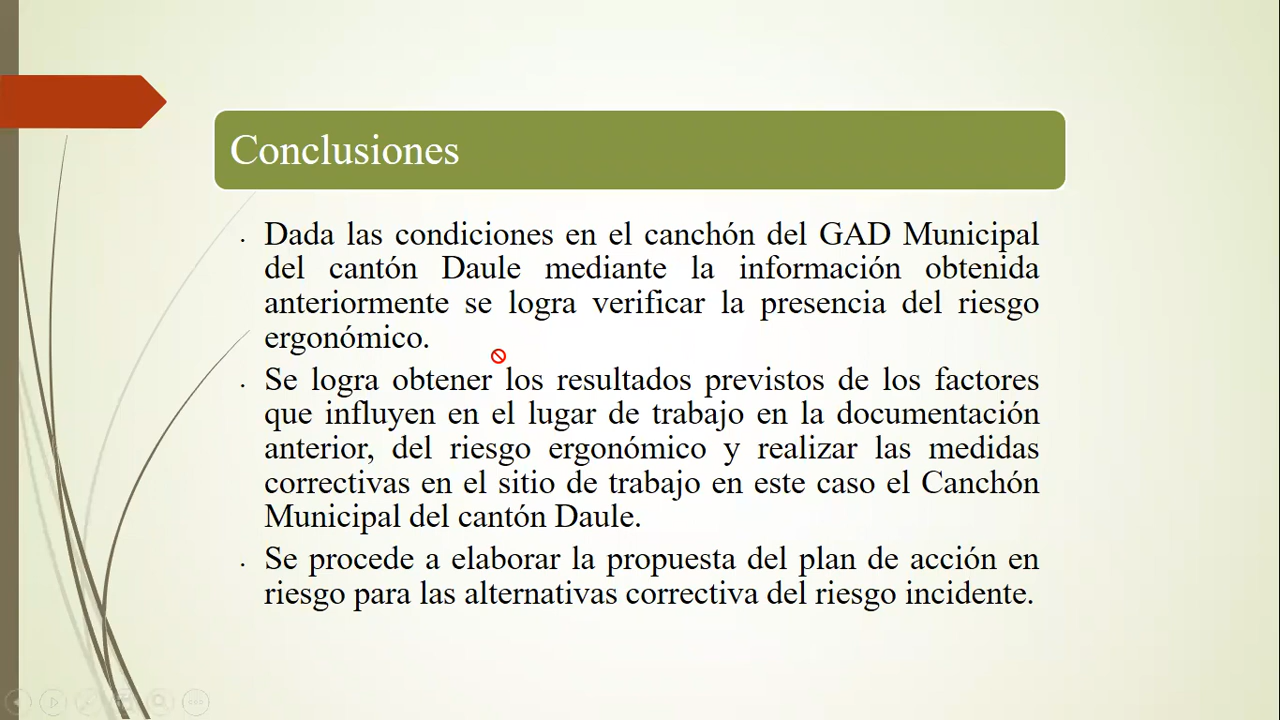 Conclusiones
. Dada las condiciones en el canchón del GAD Municipal
del cantón Daule mediante la información obtenida
anteriormente se logra verificar la presencia del riesgo
ergonómico.
. Se logra obtener los resultados previstos de los factores
que influyen en el lugar de trabajo en la documentación
anterior, del riesgo ergonómico y realizar las medidas
correctivas en el sitio de trabajo en este caso el Canchón
Municipal del cantón Daule.
. Se procede a elaborar la propuesta del plan de acción en
riesgo para las alternativas correctiva del riesgo incidente.